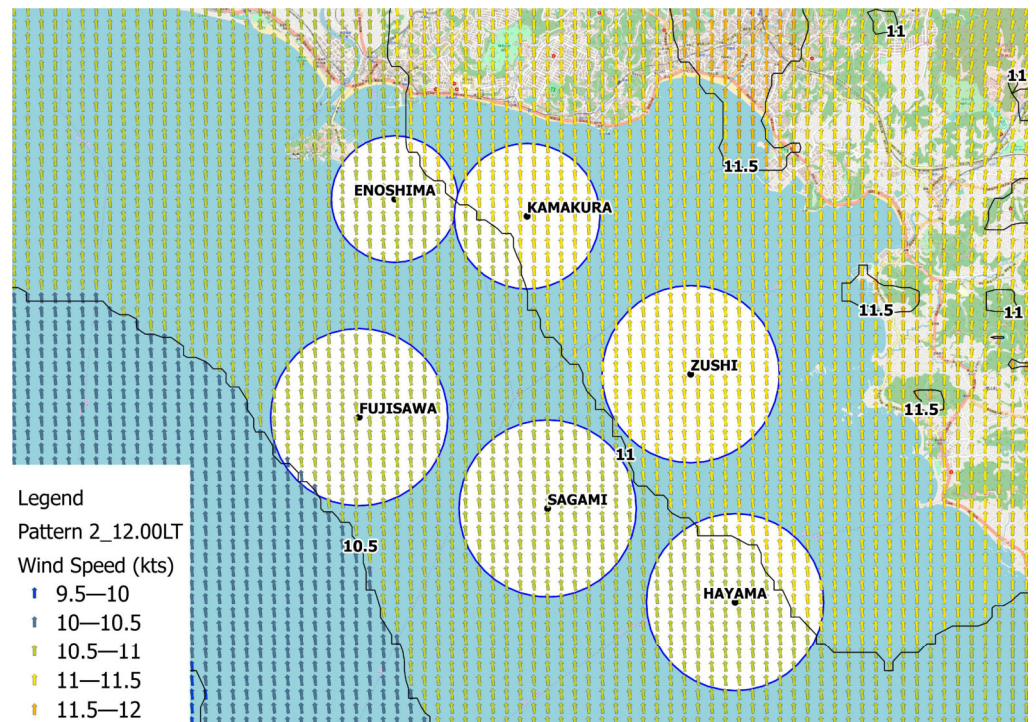 11
11
11.5
ENOSHIMA
KAMAKURA
11.5
11
ZUSHI
11.5
FUJISAWA
11
SAGAMI
10.5
HAYAMA
Legend
Pattern 2_12.00LT
Wind Speed (kts)
9.5—10
10—10.5
10.5—11
11—11.5
11.5—12